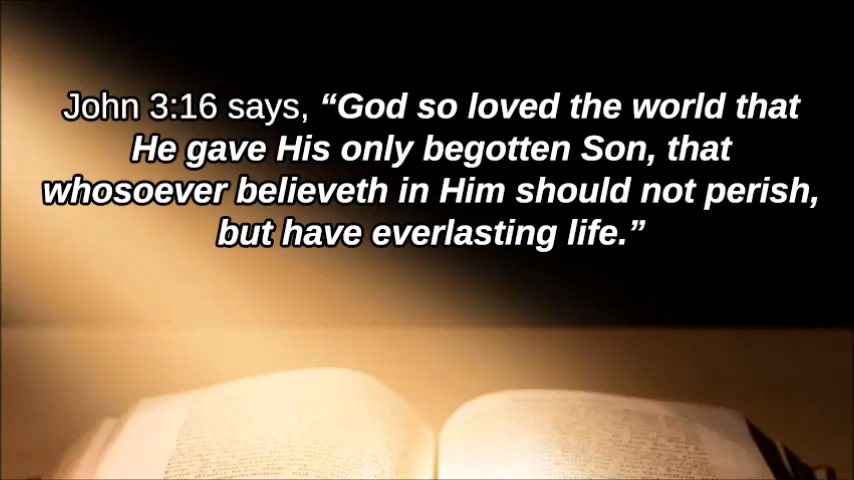 John 3:16 says, “God so loved the world that
He gave His only begotten Son, that
whosoever believeth in Him should not perish,
but have everlasting life.”